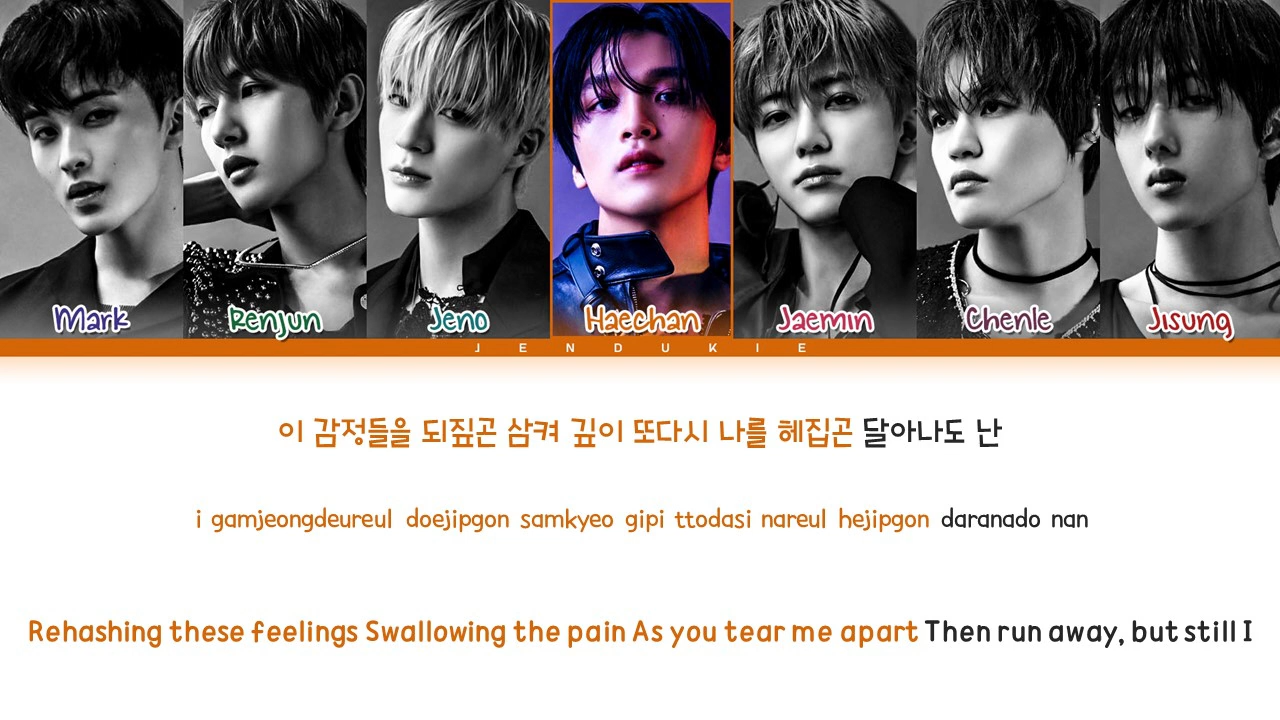 Mark Renjun Jeno Haechan Jaemin Chenle Jisung
J E N D U K I E
이 감정들을 되짚곤 삼켜 깊이 또다시 나를 헤집곤 달아나도 난
i gamjeongdeureul doejipgon samkyeo gipi ttodasi nareul hejipgon daranado nan
Rehashing these feelings Swallowing the pain As you tear me apart Then run away, but still I